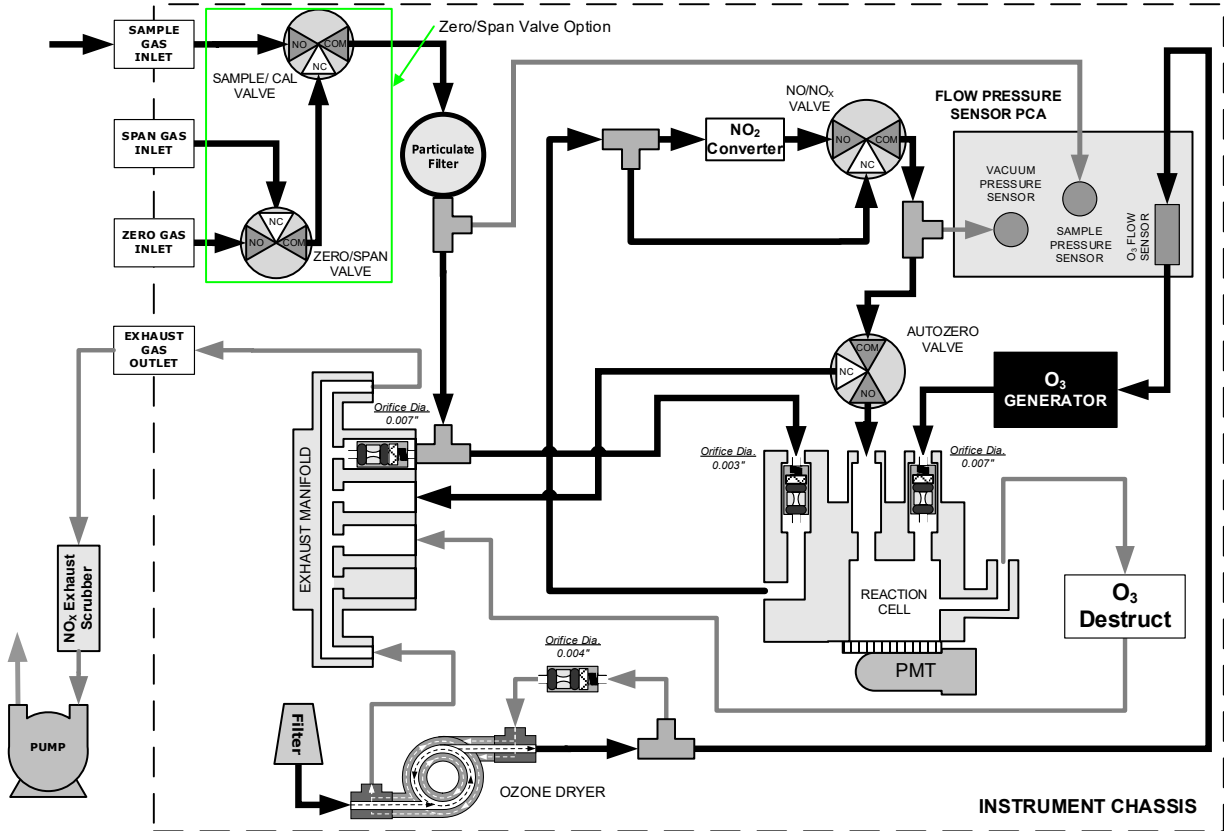 SAMPLE
GAS
INLET
NO
COM
NC
SAMPLE/ CAL
VALVE
Zero/Span Valve Option
SPAN GAS
INLET
ZERO GAS
INLET
NC
NO
COM
ZERO/SPAN
VALVE
Particulate
Filter
NO/NOX
VALVE
NO2
Converter
NO
COM
NC
FLOW PRESSURE
SENSOR PCA
VACUUM
PRESSURE
SENSOR
SAMPLE
PRESSURE
SENSOR
O3 FLOW
SENSOR
EXHAUST
GAS
OUTLET
AUTOZERO
VALVE
COM
NC
NO
O3
GENERATOR
Orifice Dia.
0.007"
Orifice Dia.
0.003"
Orifice Dia.
0.007"
EXHAUST MANIFOLD
NOX Exhaust
Scrubber
REACTION
CELL
O3
Destruct
PMT
Orifice Dia.
0.004"
PUMP
Filter
OZONE DRYER
INSTRUMENT CHASSIS